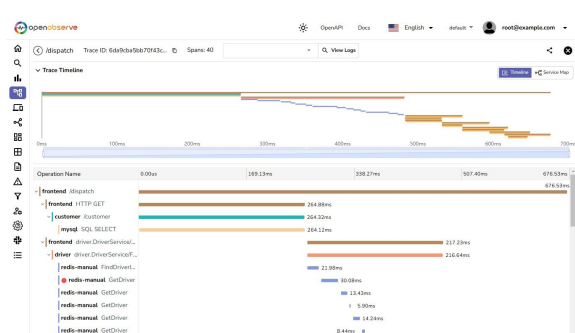 openobserve
OpenAPI Docs English default root@example.com
/dispatch Trace ID: 6da9cba5bb70f43c... Spans: 40 View Logs
Trace Timeline
Timeline Service Map
0ms 100ms 200ms 300ms 400ms 500ms 600ms 700ms
Operation Name 0.00us 169.13ms 338.27ms 507.40ms 676.53ms
frontend /dispatch 676.53ms
frontend HTTP GET 264.88ms
customer /customer 264.32ms
mysql SQL SELECT 264.12ms
frontend driver.DriverService/... 217.23ms
driver driver.DriverService/F... 216.64ms
redis-manual FindDriverI... 21.98ms
redis-manual GetDriver 30.08ms
redis-manual GetDriver 13.43ms
redis-manual GetDriver 5.90ms
redis-manual GetDriver 14.24ms
redis-manual GetDriver 8.44ms